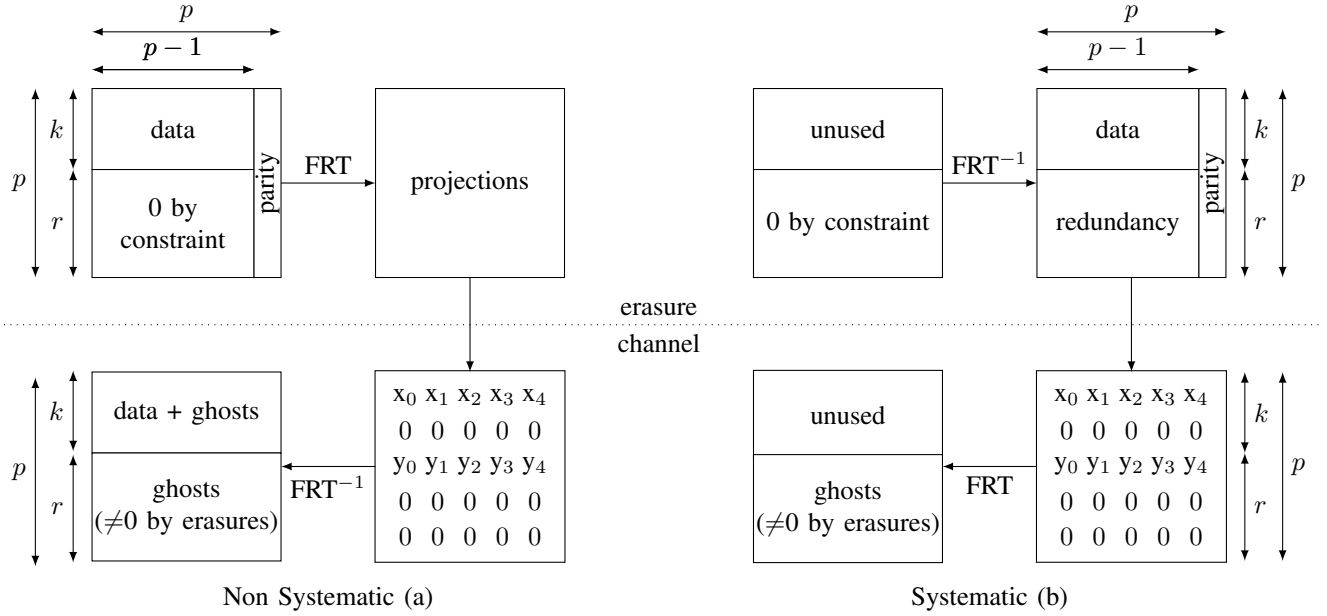 p
p − 1
k
p
r
data
0 by
constraint
parity
FRT
projections
p
p − 1
unused
0 by constraint
FRT−1
data
redundancy
parity
k
r
p
erasure
channel
k
p
r
data + ghosts
ghosts
(≠0 by erasures)
FRT−1
x0 x1 x2 x3 x4
0 0 0 0 0
y0 y1 y2 y3 y4
0 0 0 0 0
0 0 0 0 0
unused
ghosts
(≠0 by erasures)
FRT
x0 x1 x2 x3 x4
0 0 0 0 0
y0 y1 y2 y3 y4
0 0 0 0 0
0 0 0 0 0
k
r
p
Non Systematic (a)
Systematic (b)